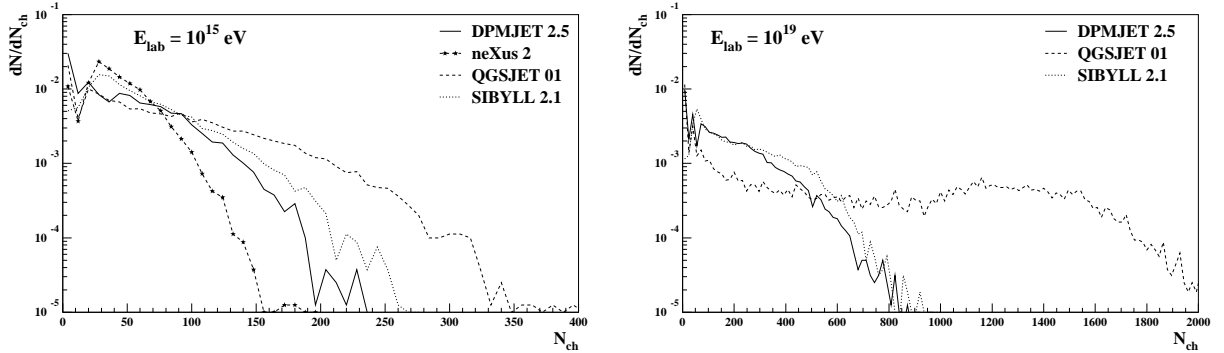 dN/dN_ch
E_lab = 10^15 eV
DPMJET 2.5
neXus 2
QGSJET 01
SIBYLL 2.1
10^-1
10^-2
10^-3
10^-4
10^-5
0 50 100 150 200 250 300 350 400
N_ch
dN/dN_ch
E_lab = 10^19 eV
DPMJET 2.5
QGSJET 01
SIBYLL 2.1
10^-1
10^-2
10^-3
10^-4
10^-5
0 200 400 600 800 1000 1200 1400 1600 1800 2000
N_ch